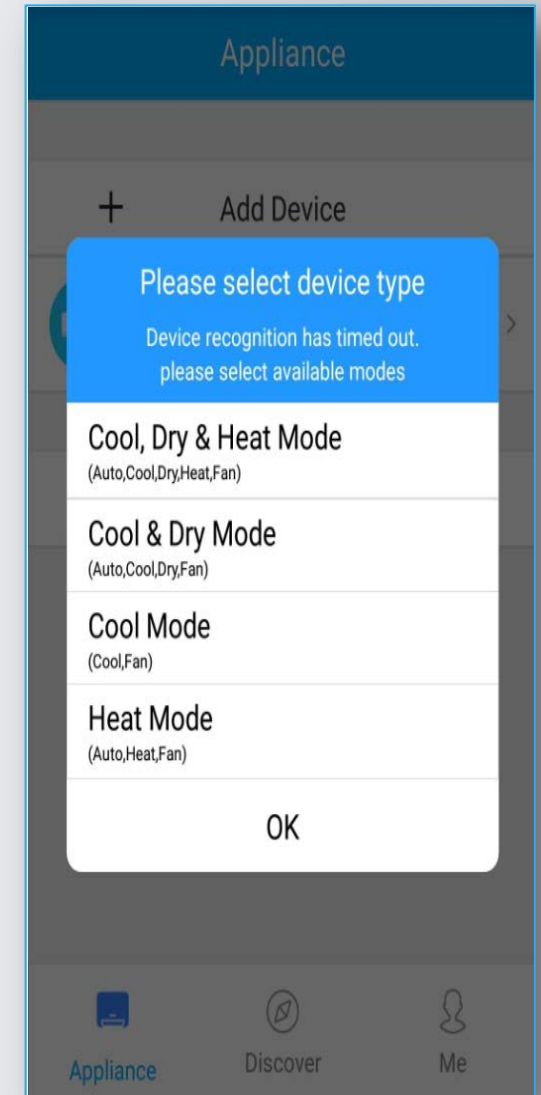 Appliance
+ Add Device
Please select device type
Device recognition has timed out.
please select available modes
Cool, Dry & Heat Mode
(Auto,Cool,Dry,Heat,Fan)
Cool & Dry Mode
(Auto,Cool,Dry,Fan)
Cool Mode
(Cool,Fan)
Heat Mode
(Auto,Heat,Fan)
OK
Appliance
Discover
Me